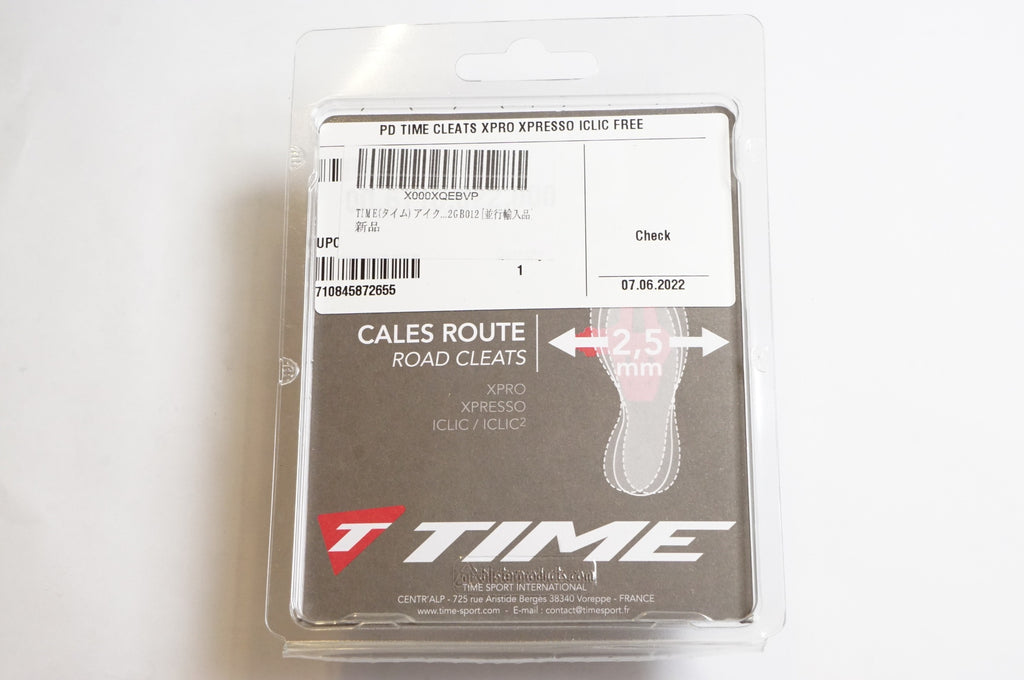 PD TIME CLEATS XPRO XPRESSO ICLIC FREE
X000XQEBVP
TIME(タイム) アイク...2GB012 [並行輸入品
新品
UPC
Check
1
710845872655
07.06.2022
CALES ROUTE
ROAD CLEATS
2,5
mm
XPRO
XPRESSO
ICLIC / ICLIC²
T TIME
TIME SPORT INTERNATIONAL
CENTR'ALP - 725 rue Aristide Bergès 38340 Voreppe - FRANCE
www.time-sport.com - E-mail : contact@timesport.fr